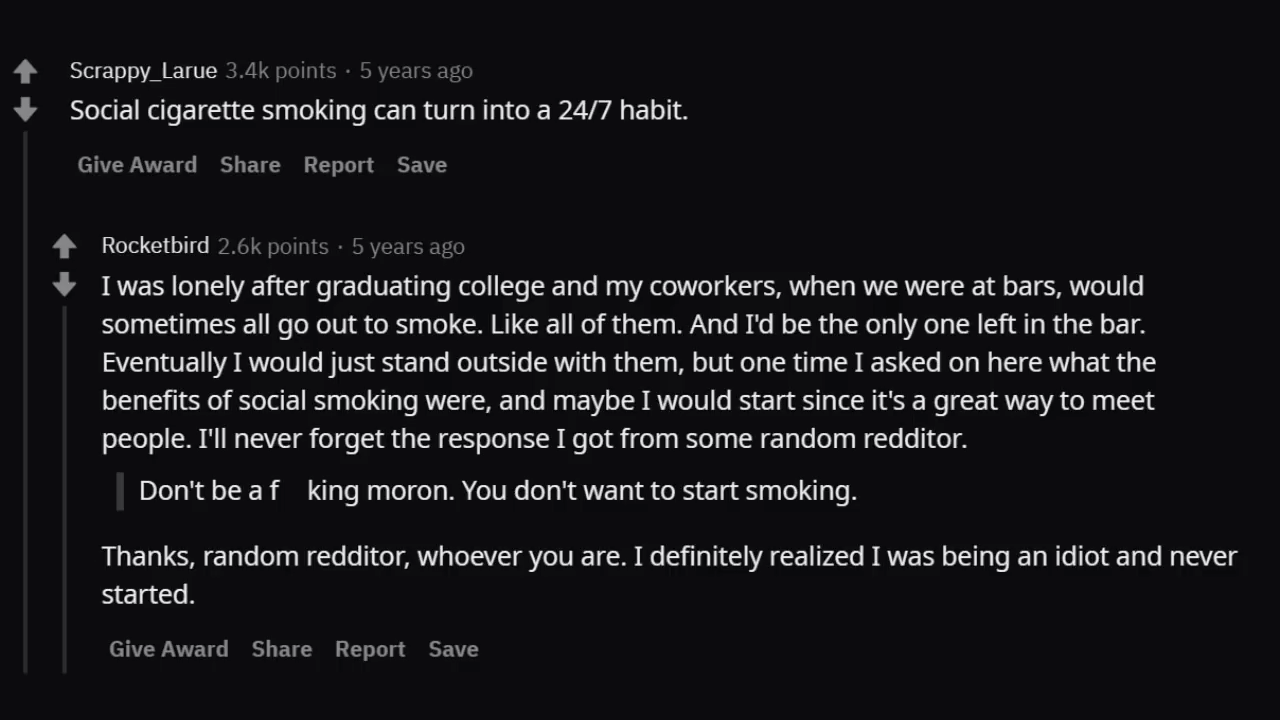 Scrappy_Larue 3.4k points · 5 years ago
Social cigarette smoking can turn into a 24/7 habit.
Give Award Share Report Save
Rocketbird 2.6k points · 5 years ago
I was lonely after graduating college and my coworkers, when we were at bars, would
sometimes all go out to smoke. Like all of them. And I'd be the only one left in the bar.
Eventually I would just stand outside with them, but one time I asked on here what the
benefits of social smoking were, and maybe I would start since it's a great way to meet
people. I'll never forget the response I got from some random redditor.
Don't be a f king moron. You don't want to start smoking.
Thanks, random redditor, whoever you are. I definitely realized I was being an idiot and never
started.
Give Award Share Report Save